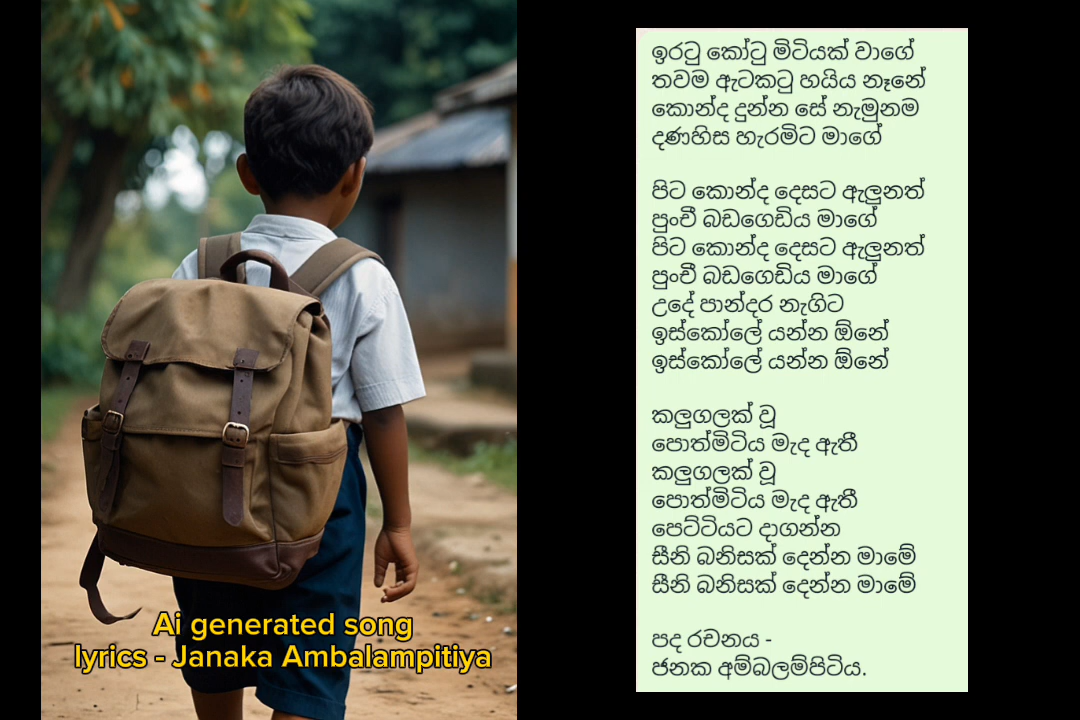 Ai generated song
lyrics - Janaka Ambalampitiya
ඉරටු කෝටු මිටියක් වාගේ
තවම ඇටකටු හයිය නෑනේ
කොන්ද දුන්න සේ නැමුනම
දණහිස හැරමිට මාගේ
පිට කොන්ද දෙසට ඇලුනත්
පුංචී බඩගෙඩිය මාගේ
පිට කොන්ද දෙසට ඇලුනත්
පුංචී බඩගෙඩිය මාගේ
උදේ පාන්දර නැගිට
ඉස්කෝලේ යන්න ඕනේ
ඉස්කෝලේ යන්න ඕනේ
කලුගලක් වූ
පොත්මිටිය මැද ඇතී
කලුගලක් වූ
පොත්මිටිය මැද ඇතී
පෙට්ටියට දාගන්න
සීනි බනිසක් දෙන්න මාමේ
සීනි බනිසක් දෙන්න මාමේ
පද රචනය -
ජනක අම්බලම්පිටිය.